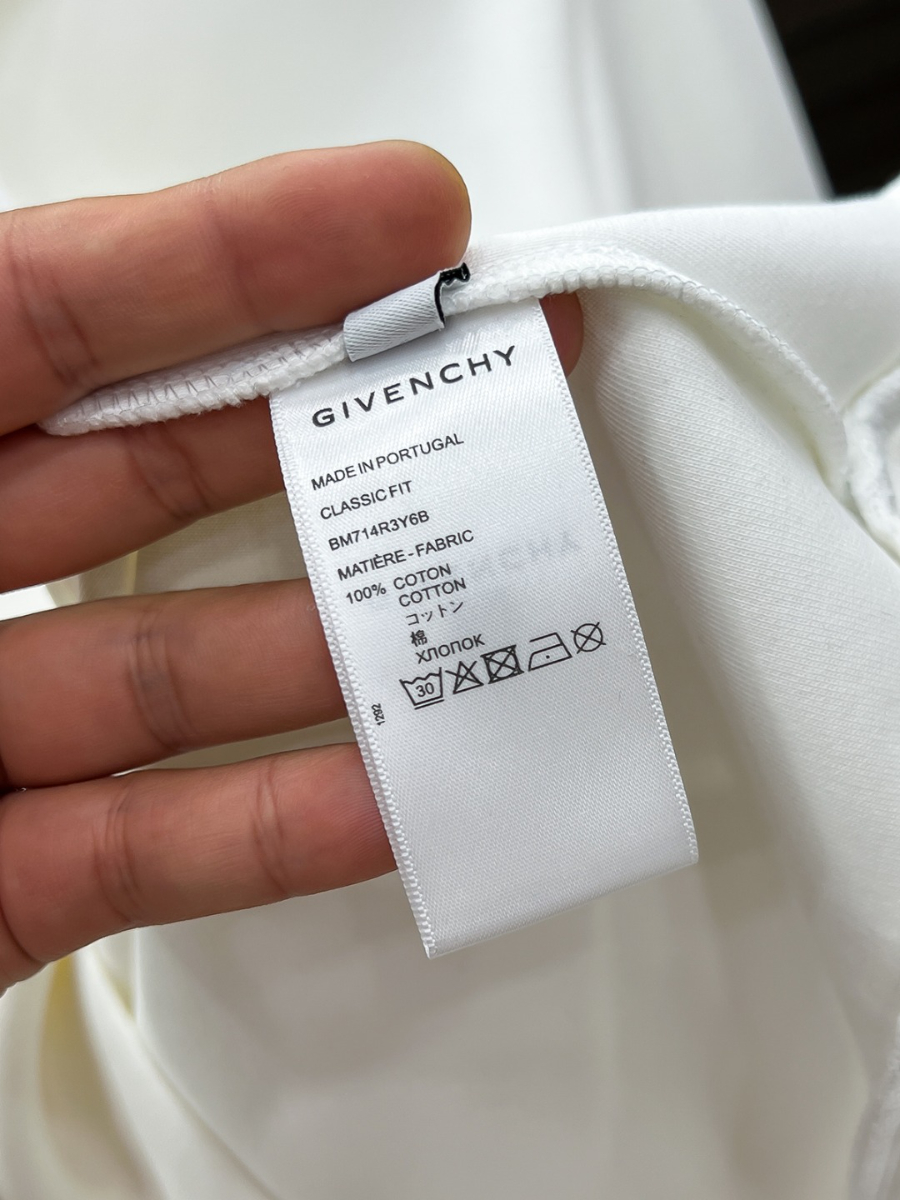 GIVENCHY
MADE IN PORTUGAL
CLASSIC FIT
BM714R3Y6B
MATIÈRE - FABRIC
100% COTON
COTTON
コットン
棉
ХЛОПОК
30
1292